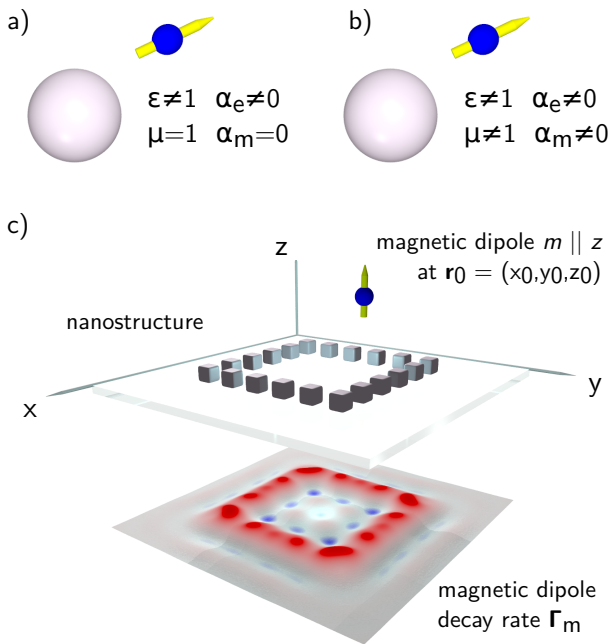 a)
ε≠1 αe≠0
μ=1 αm=0
b)
ε≠1 αe≠0
μ≠1 αm≠0
c)
z
magnetic dipole m || z
at r0 = (x0,y0,z0)
nanostructure
x
y
magnetic dipole
decay rate Γm